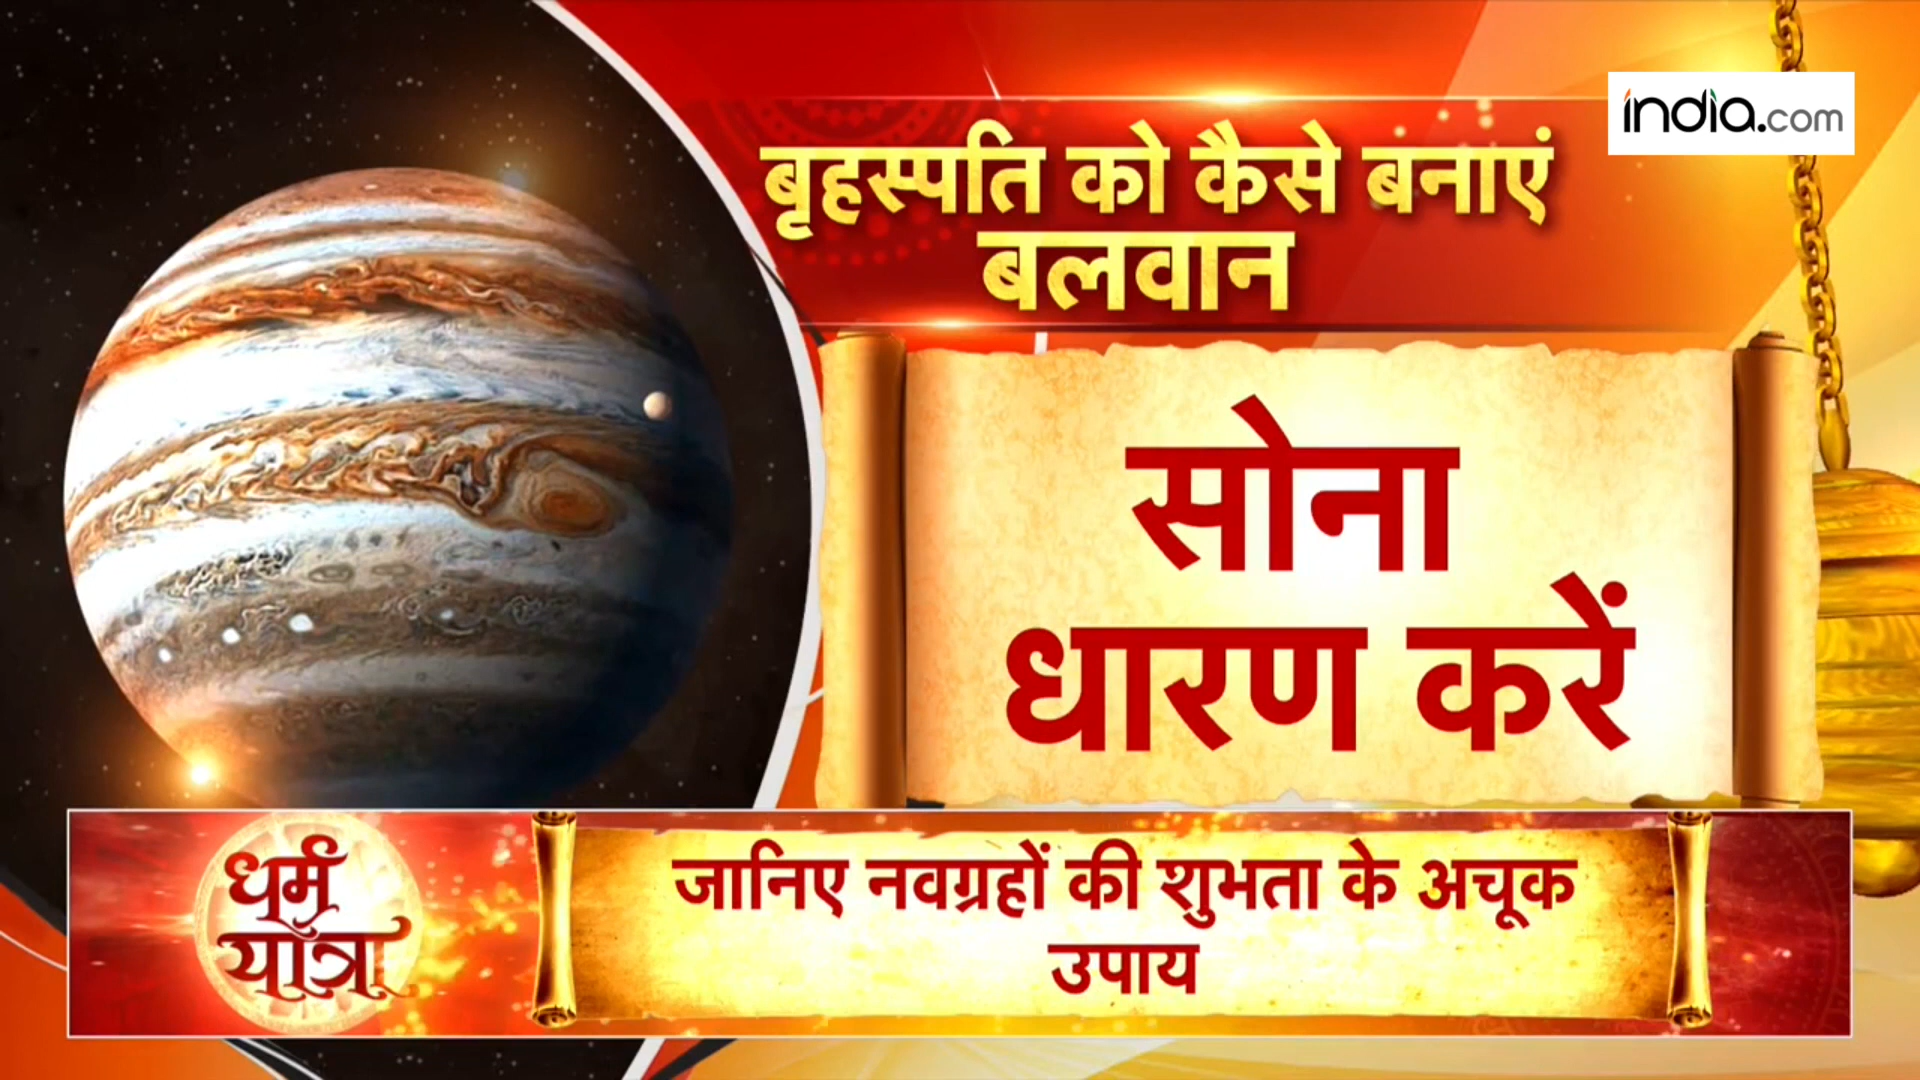 india.com
बृहस्पति को कैसे बनाएं
बलवान
सोना
धारण करें
धर्म
यात्रा
जानिए नवग्रहों की शुभता के अचूक
उपाय